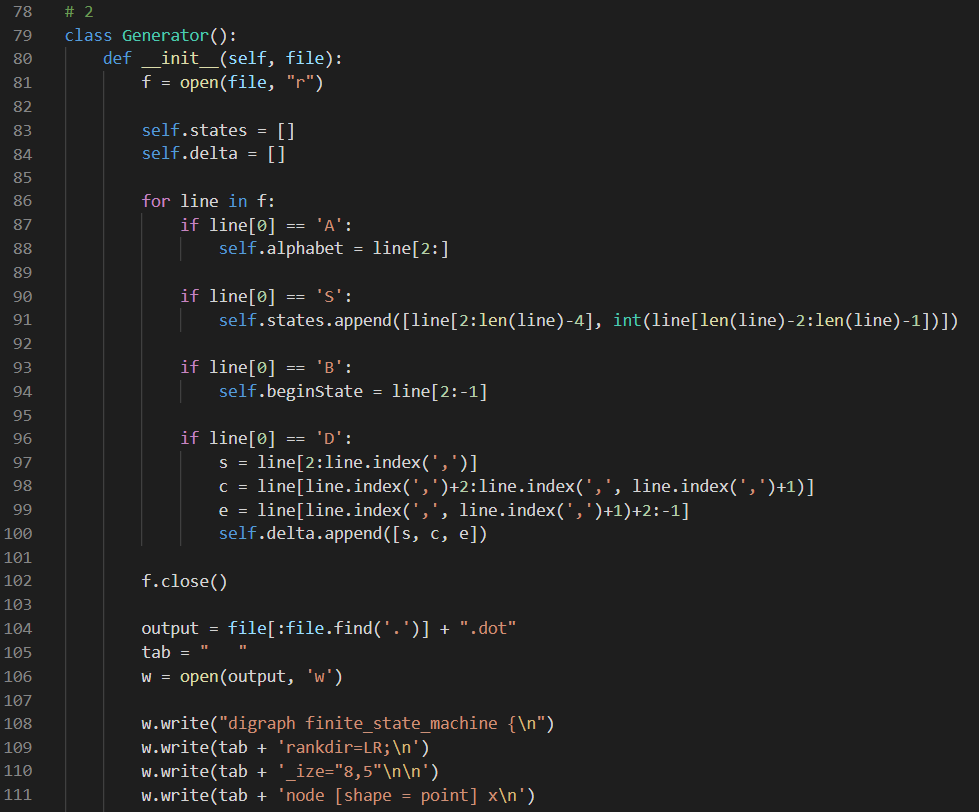 78 # 2
79 class Generator():
80     def __init__(self, file):
81         f = open(file, "r")
82
83         self.states = []
84         self.delta = []
85
86         for line in f:
87             if line[0] == 'A':
88                 self.alphabet = line[2:]
89
90             if line[0] == 'S':
91                 self.states.append([line[2:len(line)-4], int(line[len(line)-2:len(line)-1])])
92
93             if line[0] == 'B':
94                 self.beginState = line[2:-1]
95
96             if line[0] == 'D':
97                 s = line[2:line.index(',')]
98                 c = line[line.index(',')+2:line.index(',', line.index(',')+1)]
99                 e = line[line.index(',', line.index(',')+1)+2:-1]
100                 self.delta.append([s, c, e])
101
102         f.close()
103
104         output = file[:file.find('.')] + ".dot"
105         tab = "   "
106         w = open(output, 'w')
107
108         w.write("digraph finite_state_machine {\n")
109         w.write(tab + 'rankdir=LR;\n')
110         w.write(tab + '_ize="8,5"\n\n')
111         w.write(tab + 'node [shape = point] x\n')